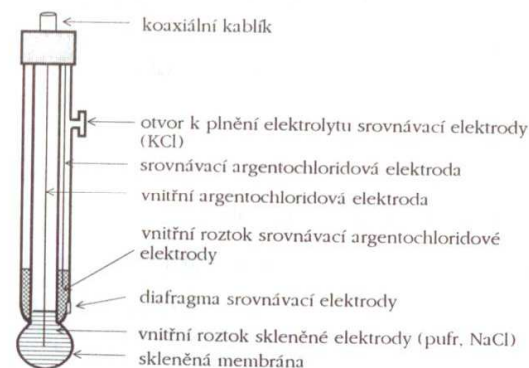 koaxiální kablík
otvor k plnění elektrolytu srovnávací elektrody
(KCl)
srovnávací argentochloridová elektroda
vnitřní argentochloridová elektroda
vnitřní roztok srovnávací argentochloridové
elektrody
diafragma srovnávací elektrody
vnitřní roztok skleněné elektrody (pufr, NaCl)
skleněná membrána